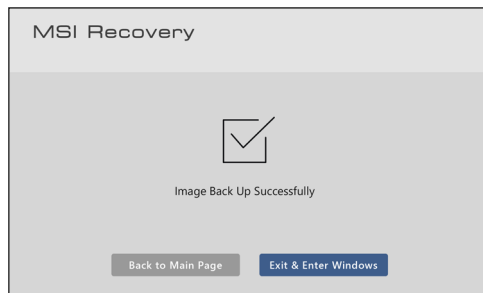 MSI Recovery
Image Back Up Successfully
Back to Main Page
Exit & Enter Windows